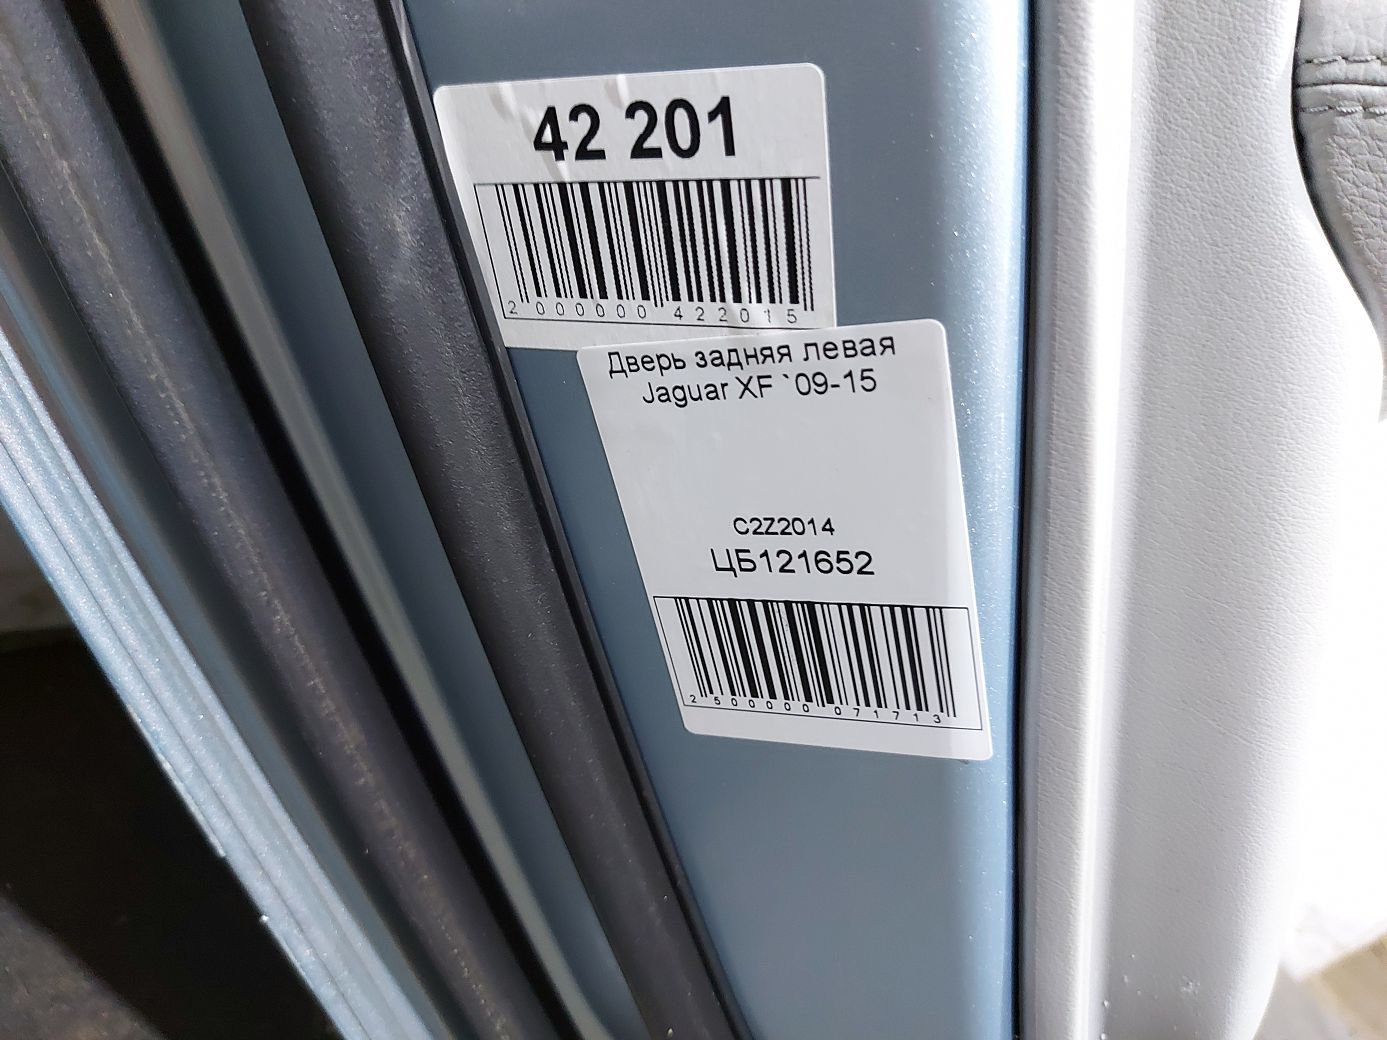 42 201
2 000000 422015
Дверь задняя левая
Jaguar XF `09-15
C2Z2014
ЦБ121652
2 500000 071713